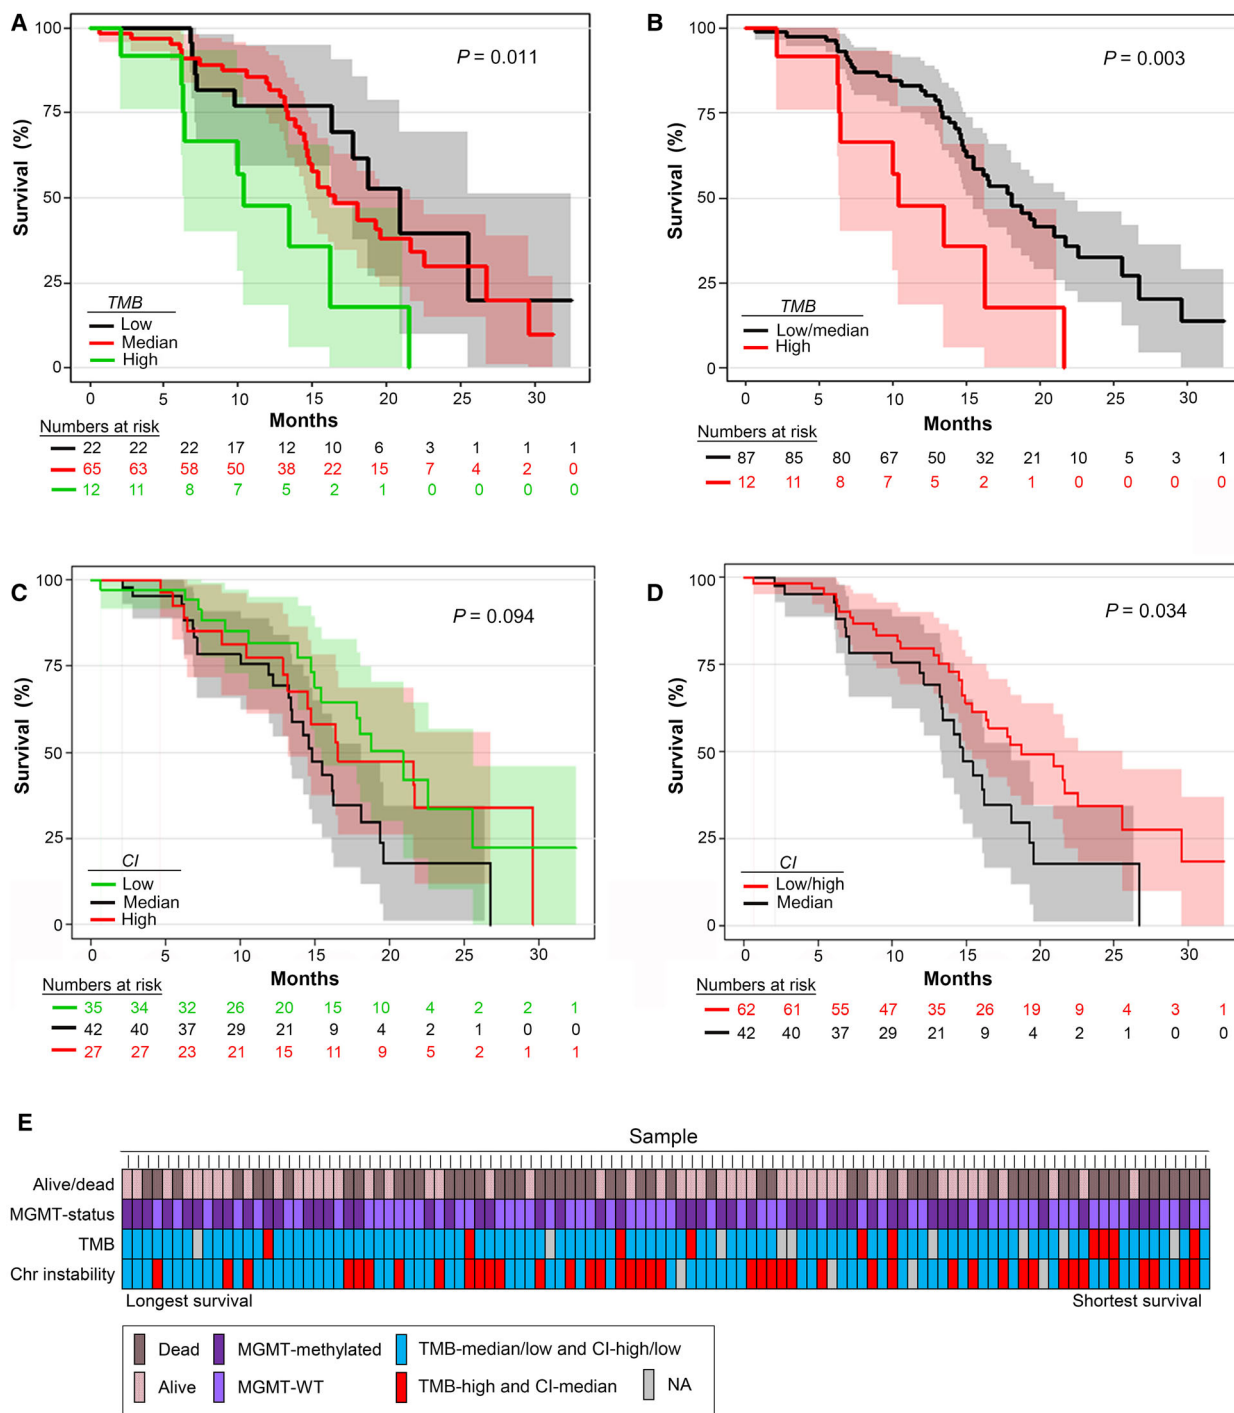 A
100
75
50
25
0
Survival (%)
P = 0.011
TMB
Low
Median
High
0 5 10 15 20 25 30
Months
Numbers at risk
22 22 22 17 12 10 6 3 1 1 1
65 63 58 50 38 22 15 7 4 2 0
12 11 8 7 5 2 1 0 0 0 0
B
100
75
50
25
0
Survival (%)
P = 0.003
TMB
Low/median
High
0 5 10 15 20 25 30
Months
Numbers at risk
87 85 80 67 50 32 21 10 5 3 1
12 11 8 7 5 2 1 0 0 0 0
C
100
75
50
25
0
Survival (%)
P = 0.094
CI
Low
Median
High
0 5 10 15 20 25 30
Months
Numbers at risk
35 34 32 26 20 15 10 4 2 2 1
42 40 37 29 21 9 4 2 1 0 0
27 27 23 21 15 11 9 5 2 1 1
D
100
75
50
25
0
Survival (%)
P = 0.034
CI
Low/high
Median
0 5 10 15 20 25 30
Months
Numbers at risk
62 61 55 47 35 26 19 9 4 3 1
42 40 37 29 21 9 4 2 1 0 0
E
Sample
Alive/dead
MGMT-status
TMB
Chr instability
Longest survival Shortest survival
Dead MGMT-methylated TMB-median/low and CI-high/low
Alive MGMT-WT TMB-high and CI-median NA